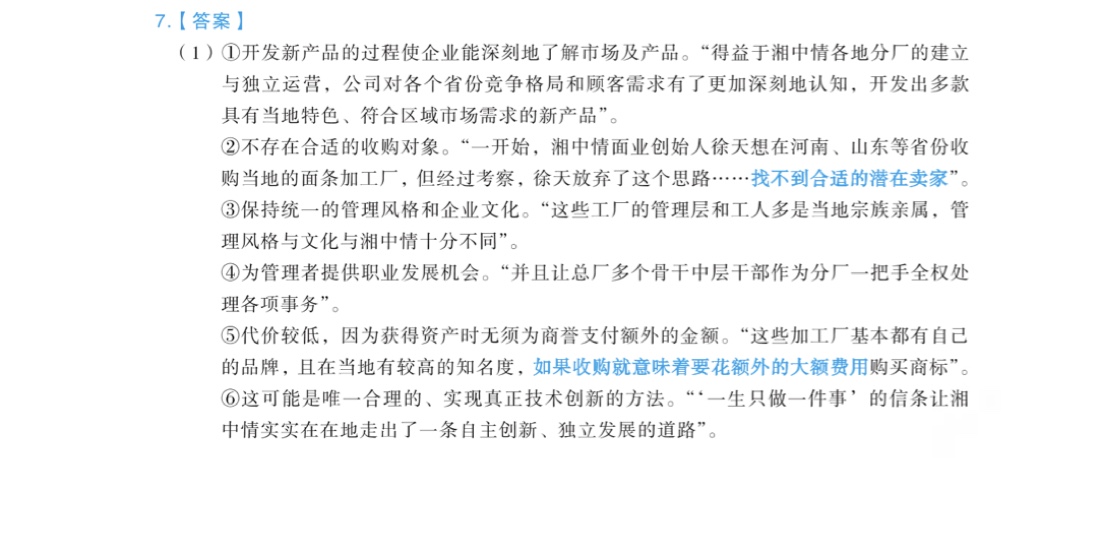 7.【答案】
（1）①开发新产品的过程使企业能深刻地了解市场及产品。“得益于湘中情各地分厂的建立
与独立运营，公司对各个省份竞争格局和顾客需求有了更加深刻地认知，开发出多款
具有当地特色、符合区域市场需求的新产品”。
②不存在合适的收购对象。“一开始，湘中情面业创始人徐天想在河南、山东等省份收
购当地的面条加工厂，但经过考察，徐天放弃了这个思路……找不到合适的潜在卖家”。
③保持统一的管理风格和企业文化。“这些工厂的管理层和工人多是当地宗族亲属，管
理风格与文化与湘中情十分不同”。
④为管理者提供职业发展机会。“并且让总厂多个骨干中层干部作为分厂一把手全权处
理各项事务”。
⑤代价较低，因为获得资产时无须为商誉支付额外的金额。“这些加工厂基本都有自己
的品牌，且在当地有较高的知名度，如果收购就意味着要花额外的大额费用购买商标”。
⑥这可能是唯一合理的、实现真正技术创新的方法。“‘一生只做一件事’的信条让湘
中情实实在在地走出了一条自主创新、独立发展的道路”。